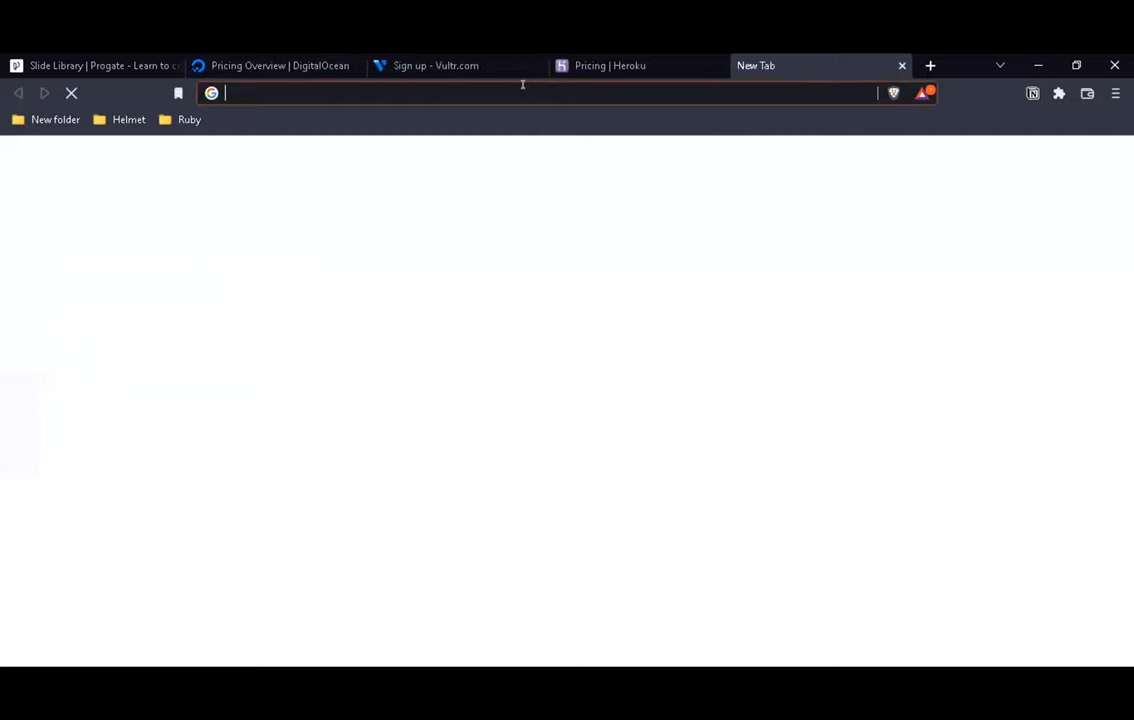 Slide Library | Progate - Learn to c
Pricing Overview | DigitalOcean
Sign up - Vultr.com
Pricing | Heroku
New Tab
New folder
Helmet
Ruby